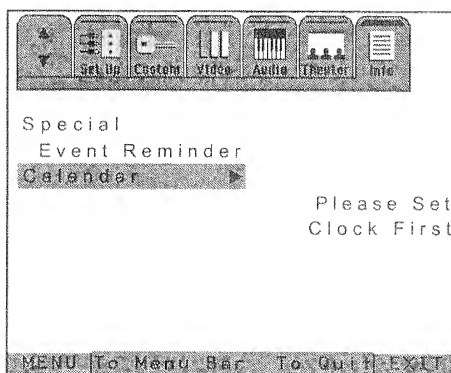 Set Up Custom Video Audio Theater Info
Special
Event Reminder
Calendar
Please Set
Clock First
MENU To Menu Bar To Quit EXIT